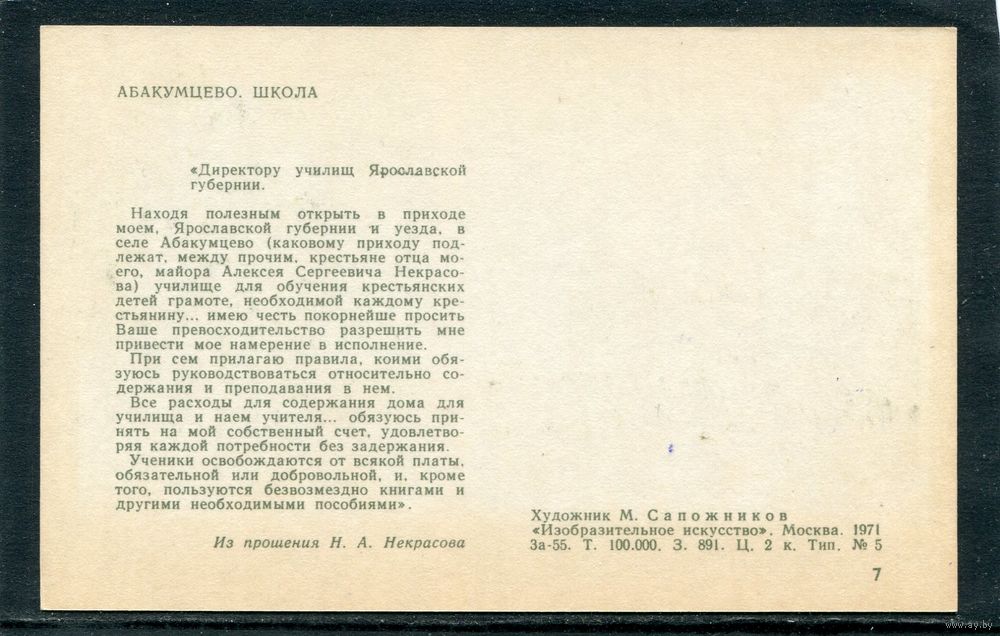 АБАКУМЦЕВО. ШКОЛА
«Директору училищ Ярославской
губернии.
Находя полезным открыть в приходе
моем, Ярославской губернии и уезда, в
селе Абакумцево (каковому приходу под-
лежат, между прочим, крестьяне отца мо-
его, майора Алексея Сергеевича Некрасо-
ва) училище для обучения крестьянских
детей грамоте, необходимой каждому кре-
стьянину... имею честь покорнейше просить
Ваше превосходительство разрешить мне
привести мое намерение в исполнение.
При сем прилагаю правила, коими обя-
зуюсь руководствоваться относительно со-
держания и преподавания в нем.
Все расходы для содержания дома для
училища и наем учителя... обязуюсь при-
нять на мой собственный счет, удовлетво-
ряя каждой потребности без задержания.
Ученики освобождаются от всякой платы,
обязательной или добровольной, и, кроме
того, пользуются безвозмездно книгами и
другими необходимыми пособиями».
Из прошения Н. А. Некрасова
Художник М. Сапожников
«Изобразительное искусство». Москва. 1971
За-55. Т. 100.000. З. 891. Ц. 2 к. Тип. № 5
7
www.ay.by